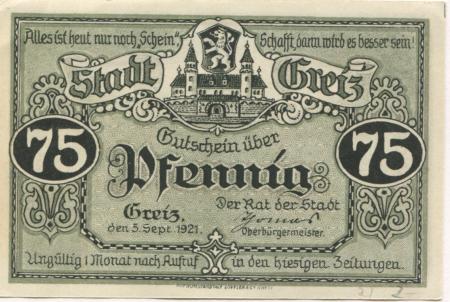 Alles ist heut nur noch „Schein“, Schafft, dann wird es besser sein!
Stadt Greiz
75 75
Gutschein über
Pfennig
Greiz, Der Rat der Stadt
den 5. Sept. 1921. Oberbürgermeister.
Ungültig 1 Monat nach Aufruf in den hiesigen Zeitungen.